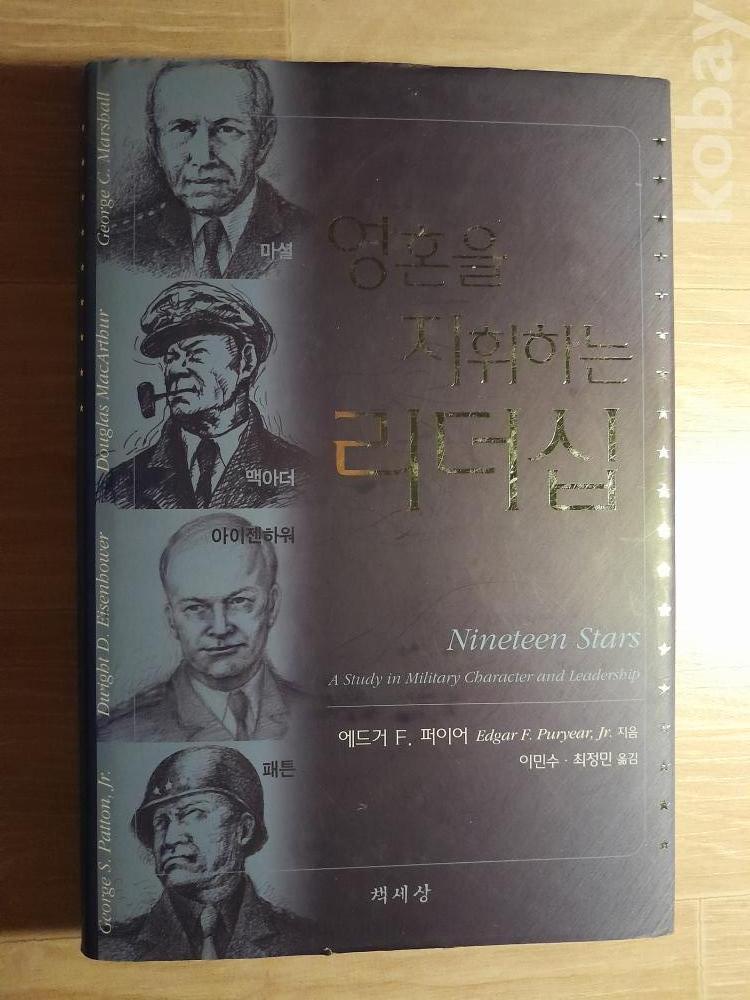 kobay
George C. Marshall
마셜
Douglas MacArthur
맥아더
Dwight D. Eisenhower
아이젠하워
George S. Patton, Jr.
패튼
영혼을
지휘하는
리더십
Nineteen Stars
A Study in Military Character and Leadership
에드거 F. 퍼이어 Edgar F. Puryear, Jr. 지음
이민수 · 최정민 옮김
책세상